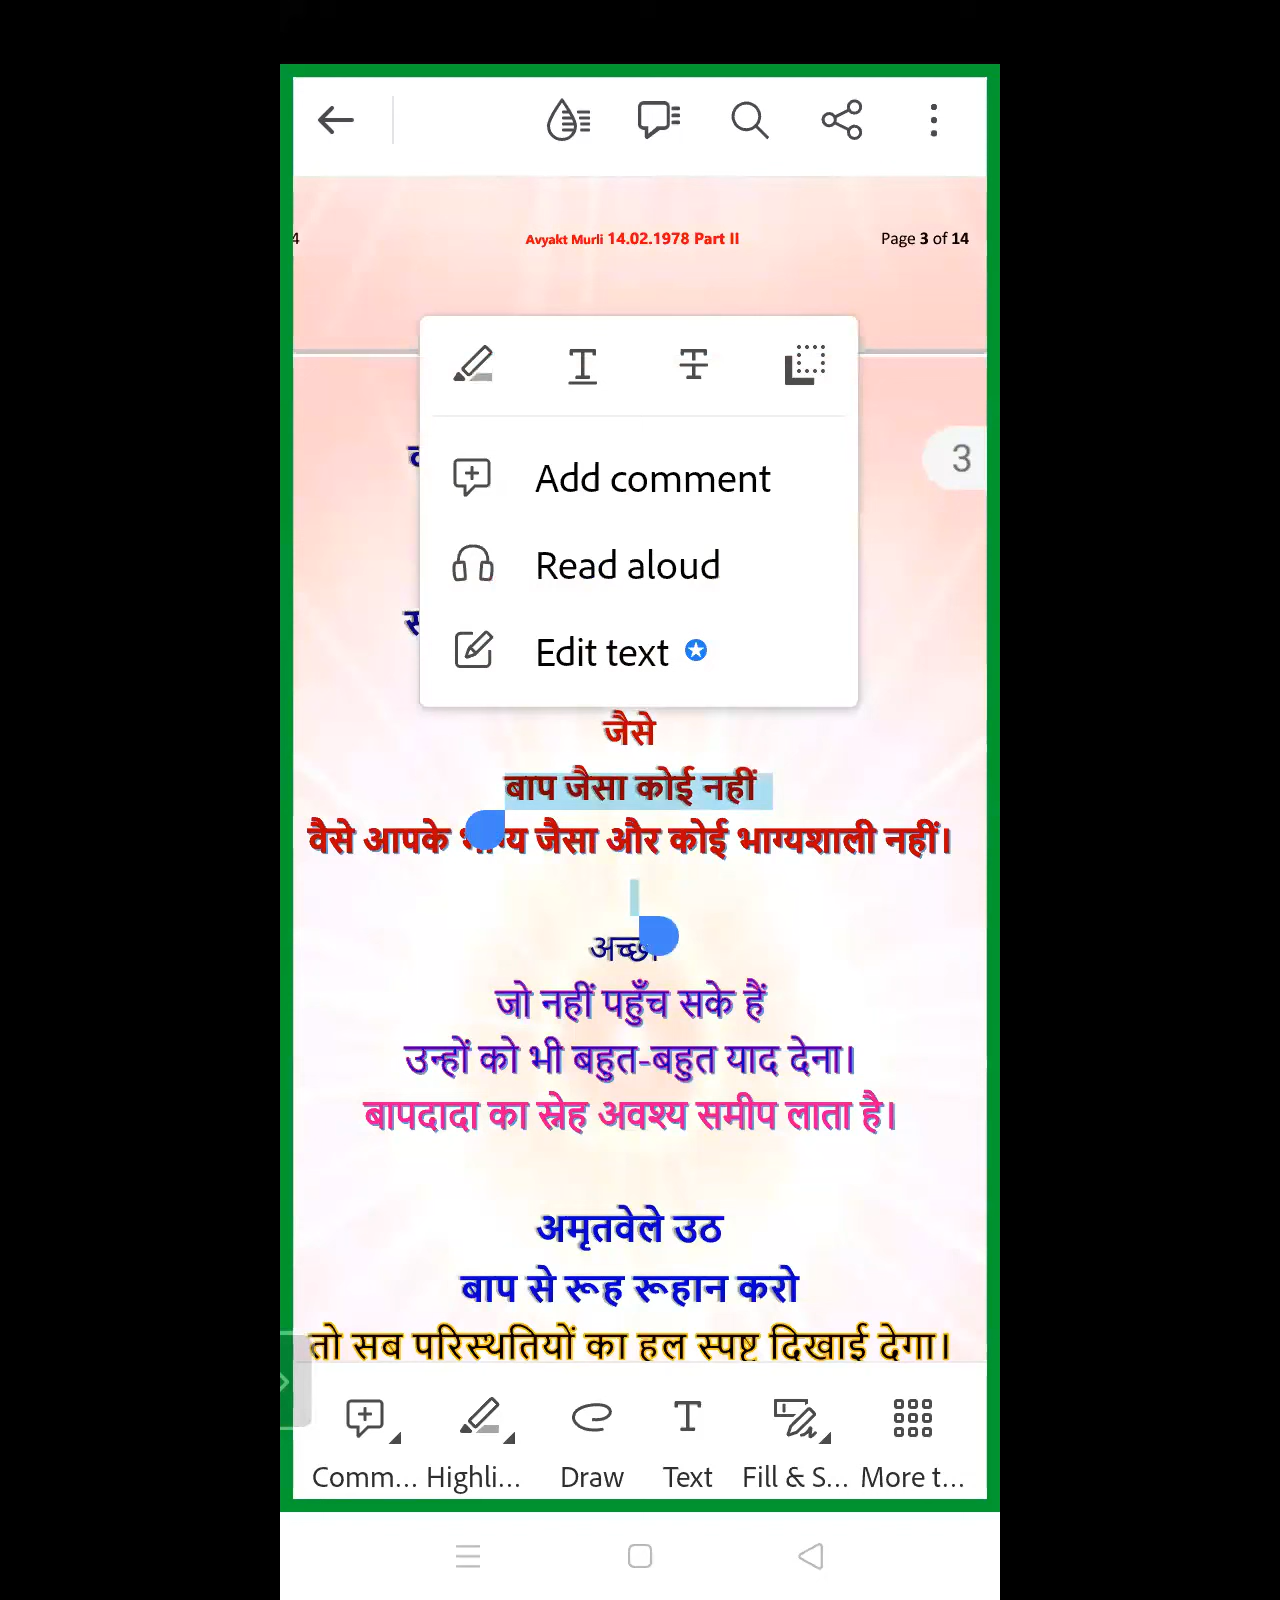 4 Avyakt Murli 14.02.1978 Part II Page 3 of 14
Add comment
3
Read aloud
Edit text
जैसे
बाप जैसा कोई नहीं
वैसे आपके जैसा और कोई भाग्यशाली नहीं।
अच्छा
जो नहीं पहुँच सके हैं
उन्हों को भी बहुत-बहुत याद देना।
बापदादा का स्नेह अवश्य समीप लाता है।
अमृतवेले उठ
बाप से रूह रूहान करो
तो सब परिस्थितियों का हल स्पष्ट दिखाई देगा।
Comm... Highli... Draw Text Fill & S... More t...